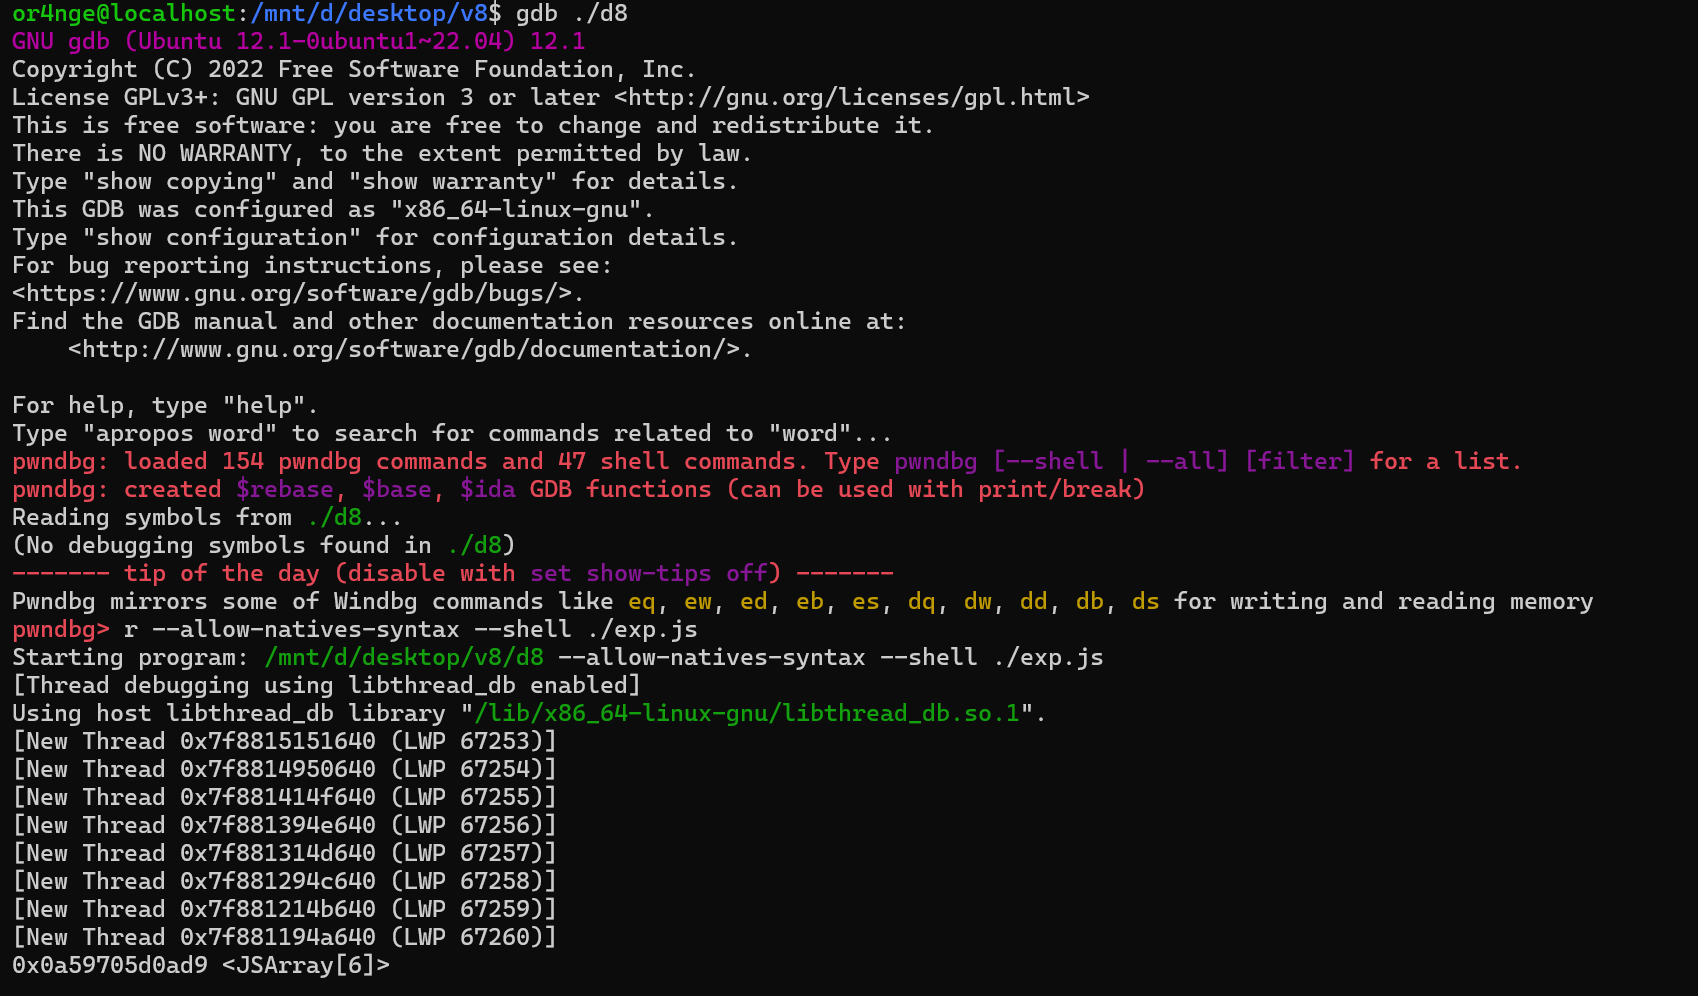 or4nge@localhost:/mnt/d/desktop/v8$ gdb ./d8
GNU gdb (Ubuntu 12.1-0ubuntu1~22.04) 12.1
Copyright (C) 2022 Free Software Foundation, Inc.
License GPLv3+: GNU GPL version 3 or later <http://gnu.org/licenses/gpl.html>
This is free software: you are free to change and redistribute it.
There is NO WARRANTY, to the extent permitted by law.
Type "show copying" and "show warranty" for details.
This GDB was configured as "x86_64-linux-gnu".
Type "show configuration" for configuration details.
For bug reporting instructions, please see:
<https://www.gnu.org/software/gdb/bugs/>.
Find the GDB manual and other documentation resources online at:
    <http://www.gnu.org/software/gdb/documentation/>.

For help, type "help".
Type "apropos word" to search for commands related to "word"...
pwndbg: loaded 154 pwndbg commands and 47 shell commands. Type pwndbg [--shell | --all] [filter] for a list.
pwndbg: created $rebase, $base, $ida GDB functions (can be used with print/break)
Reading symbols from ./d8...
(No debugging symbols found in ./d8)
------- tip of the day (disable with set show-tips off) -------
Pwndbg mirrors some of Windbg commands like eq, ew, ed, eb, es, dq, dw, dd, db, ds for writing and reading memory
pwndbg> r --allow-natives-syntax --shell ./exp.js
Starting program: /mnt/d/desktop/v8/d8 --allow-natives-syntax --shell ./exp.js
[Thread debugging using libthread_db enabled]
Using host libthread_db library "/lib/x86_64-linux-gnu/libthread_db.so.1".
[New Thread 0x7f8815151640 (LWP 67253)]
[New Thread 0x7f8814950640 (LWP 67254)]
[New Thread 0x7f881414f640 (LWP 67255)]
[New Thread 0x7f881394e640 (LWP 67256)]
[New Thread 0x7f881314d640 (LWP 67257)]
[New Thread 0x7f881294c640 (LWP 67258)]
[New Thread 0x7f881214b640 (LWP 67259)]
[New Thread 0x7f881194a640 (LWP 67260)]
0x0a59705d0ad9 <JSArray[6]>